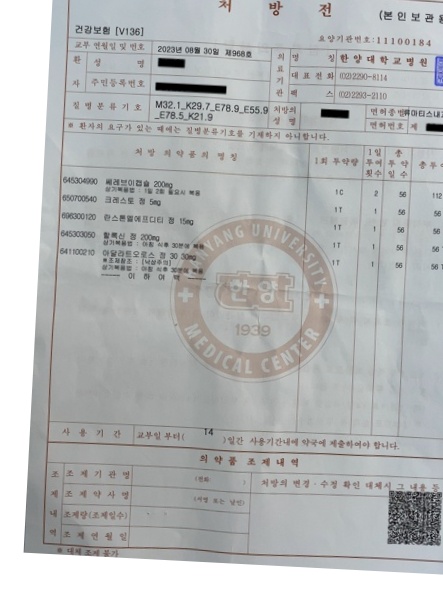 처 방 전
(본인보관용
건강보험 [V136]
요양기관번호:11100184
교부 연월일 및 번호 2023년 08월 30일 제968호
의료기관
명 칭 한양대학교병원
전화 (02)2290-8114
팩 스 (02)2293-2110
환자
성 명
주민등록번호
질병분류기호 M32.1_K29.7_E78.9_E55.9
_E78.5_K21.9
처방의
성 명
면허종별
면허번호 제
※ 환자의 요구가 있는 때에는 질병분류기호를 기재하지 아니합니다.
처방 의약품의 명칭
1회 투약량
1일 투여 횟수
총 투약 일수
총투
645304990 쎄레브이캡슐 200mg 1C 2 56 112
상기복용법 : 1일 2회 필요시 복용
650700540 크레스토 정 5mg 1T 1 56 56
696300120 란스톤엘에프디티 정 15mg 1T 1 56 56
645303050 할록신 정 200mg 1T 1 56 56
상기복용법 : 아침 식후 30분에 복용
641100210 아달라트오로스 정 30 30mg 1T 1 56 56
상기복용법 : 아침 식후 30분에 복용
---- 이 하 여 백 ----
HANYANG UNIVERSITY
한양
1939
MEDICAL CENTER
사 용 기 간 교부일부터( 14 )일간 사용기간내에 약국에 제출하여야 합니다.
의 약 품 조 제 내 역
조제내역
조제기관명 (전화 )
처방의 변경·수정 확인 대체시 그 내용 등
조제약사명 (서명 또는 날인)
조제량(조제일수)
조제연월일
※ 대체조제불가